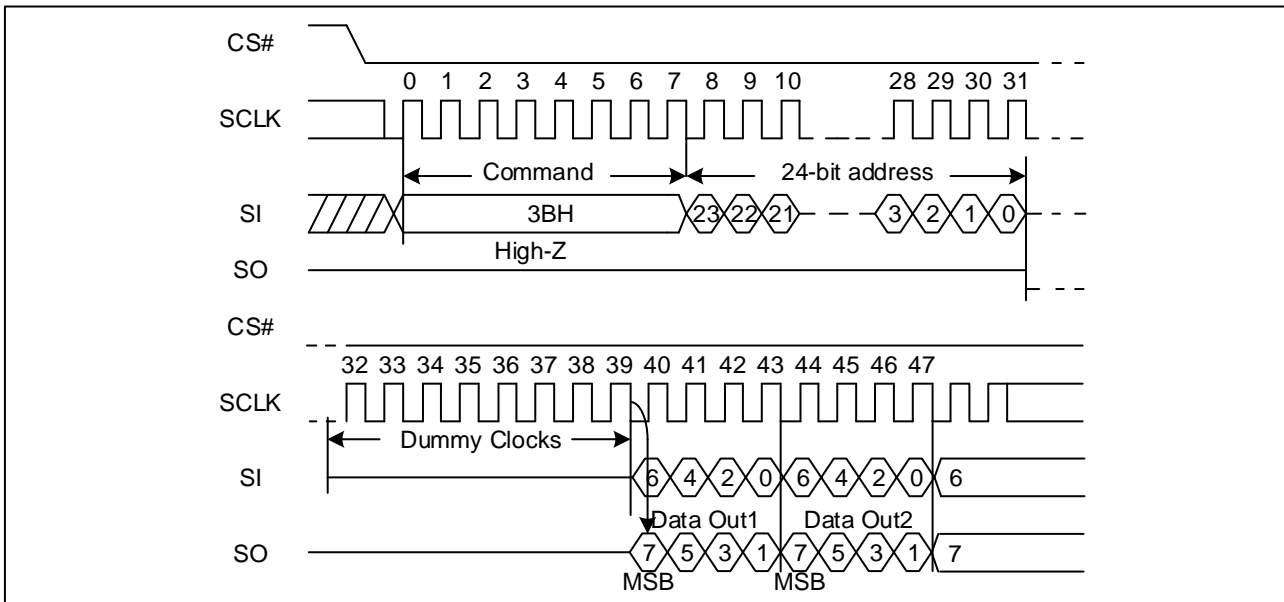 CS#
0 1 2 3 4 5 6 7 8 9 10 28 29 30 31
SCLK
Command 24-bit address
SI 3BH 23 22 21 3 2 1 0
High-Z
SO
CS#
32 33 34 35 36 37 38 39 40 41 42 43 44 45 46 47
SCLK
Dummy Clocks
SI 6 4 2 0 6 4 2 0 6
Data Out1 Data Out2
SO 7 5 3 1 7 5 3 1 7
MSB MSB